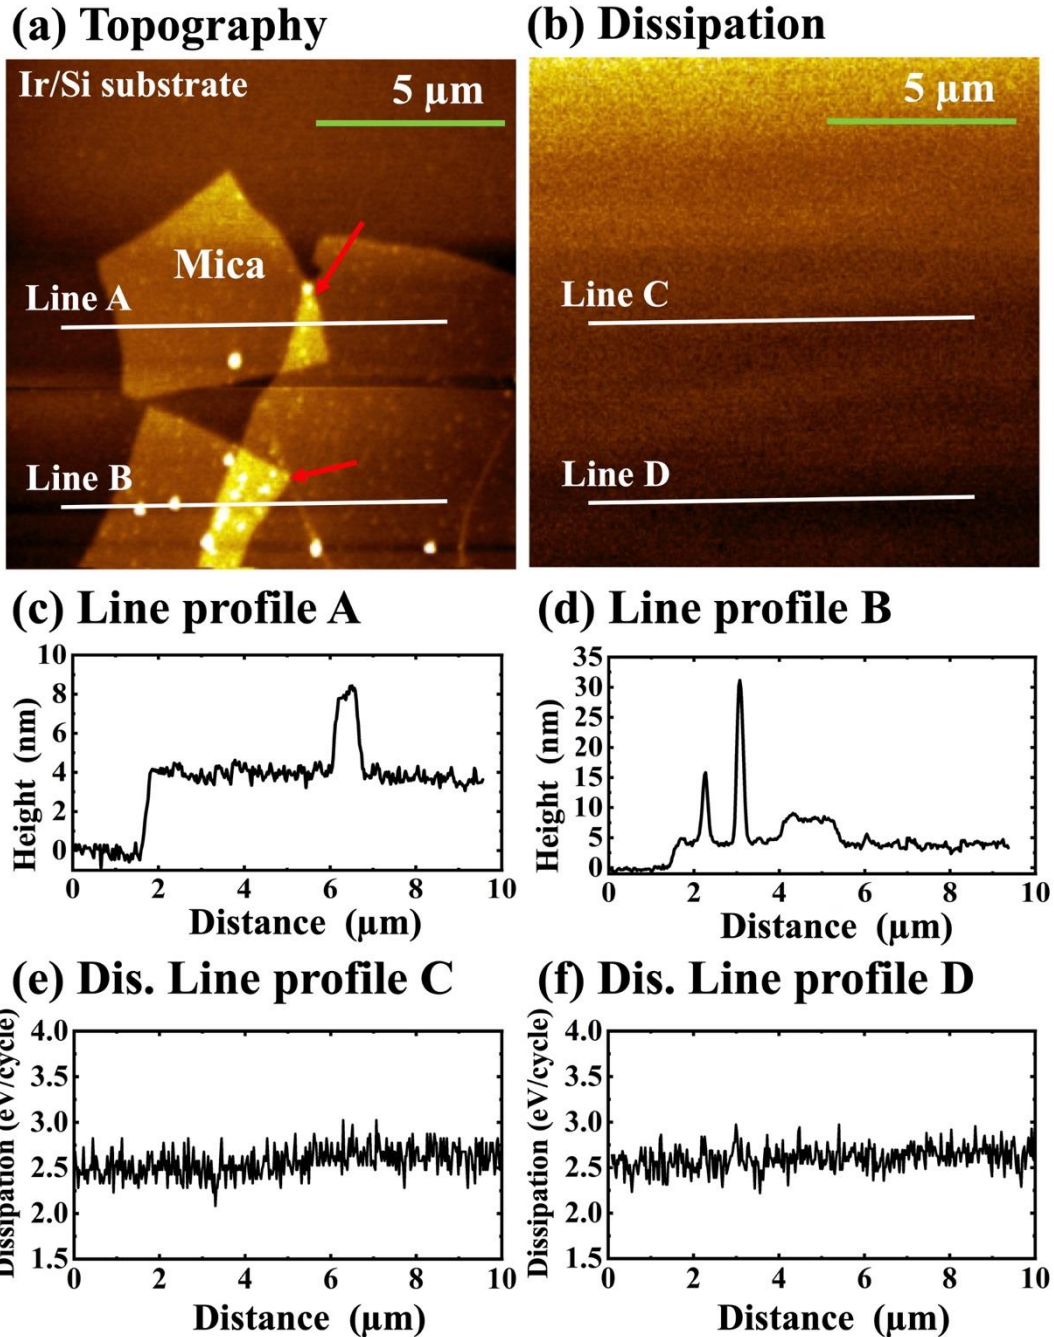 (a) Topography
(b) Dissipation
Ir/Si substrate
5 μm
5 μm
Mica
Line A
Line C
Line B
Line D
(c) Line profile A
(d) Line profile B
10
8
6
4
2
0
Height (nm)
0 2 4 6 8 10
Distance (μm)
35
30
25
20
15
10
5
0
Height (nm)
0 2 4 6 8 10
Distance (μm)
(e) Dis. Line profile C
(f) Dis. Line profile D
4.0
3.5
3.0
2.5
2.0
1.5
Dissipation (eV/cycle)
0 2 4 6 8 10
Distance (μm)
4.0
3.5
3.0
2.5
2.0
1.5
Dissipation (eV/cycle)
0 2 4 6 8 10
Distance (μm)